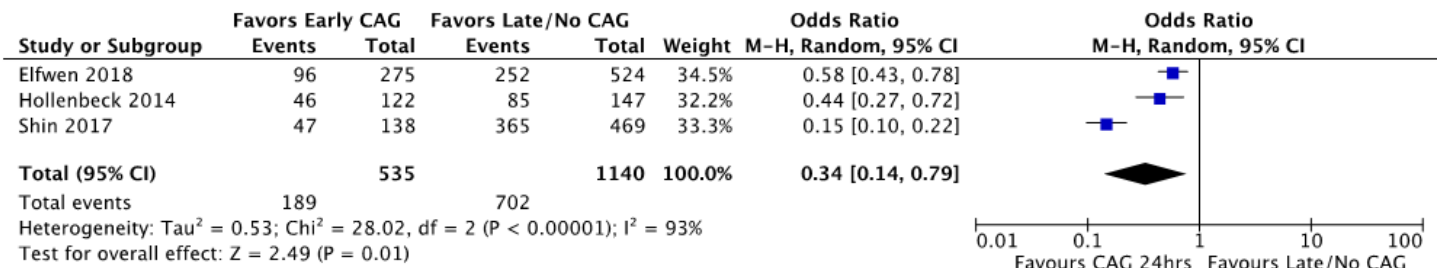 Favors Early CAG Favors Late/No CAG Odds Ratio Odds Ratio
Study or Subgroup Events Total Events Total Weight M-H, Random, 95% CI M-H, Random, 95% CI
Elfwen 2018 96 275 252 524 34.5% 0.58 [0.43, 0.78]
Hollenbeck 2014 46 122 85 147 32.2% 0.44 [0.27, 0.72]
Shin 2017 47 138 365 469 33.3% 0.15 [0.10, 0.22]
Total (95% CI) 535 1140 100.0% 0.34 [0.14, 0.79]
Total events 189 702
Heterogeneity: Tau² = 0.53; Chi² = 28.02, df = 2 (P < 0.00001); I² = 93%
Test for overall effect: Z = 2.49 (P = 0.01)
0.01 0.1 1 10 100
Favours CAG 24hrs Favours Late/No CAG